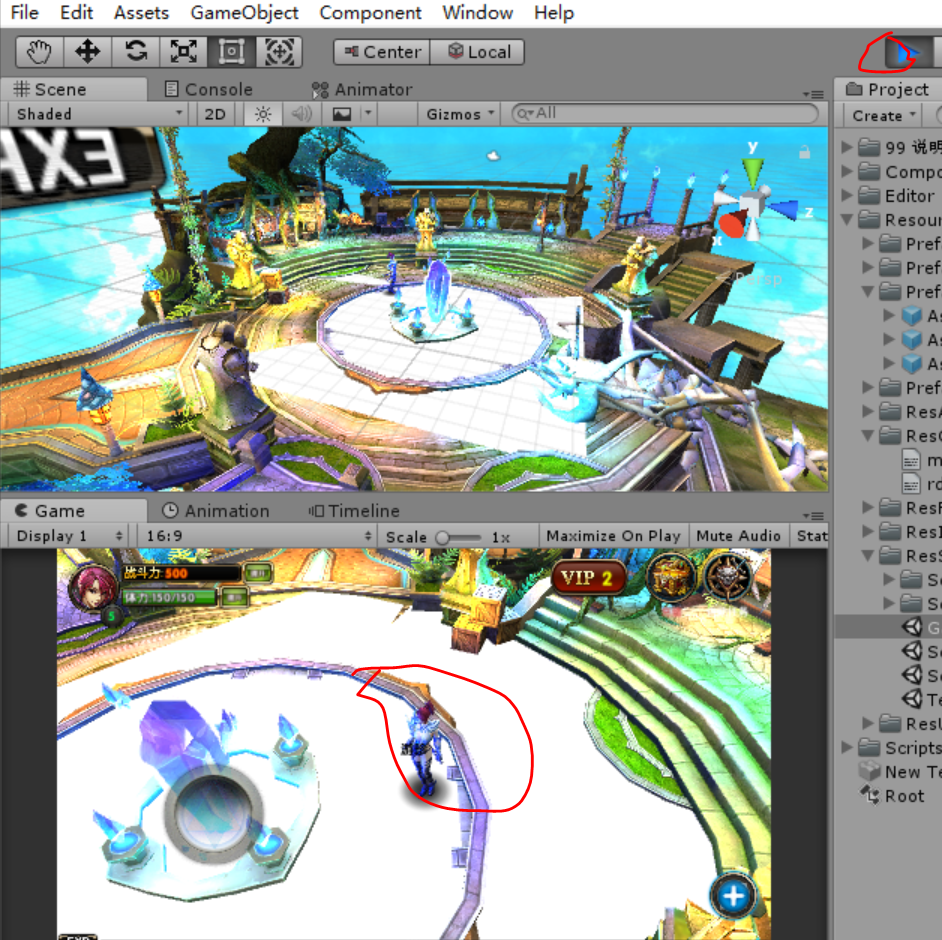 File Edit Assets GameObject Component Window Help
Center Local
Scene Console Animator
Project
Shaded 2D Gizmos All
Create
y
z
x
Persp
EXP
99 说明
Compo
Editor
Resour
Pref
Pref
Pref
As
As
As
Pref
ResA
m
ResF
ResI
ResS
Sc
Sc
G
Sc
Sc
Te
ResU
Scripts
New Te
Root
Game Animation Timeline
Display 1 16:9 Scale 1x Maximize On Play Mute Audio Stat
战斗力 500
体力 150/150
5
VIP 2
EXP